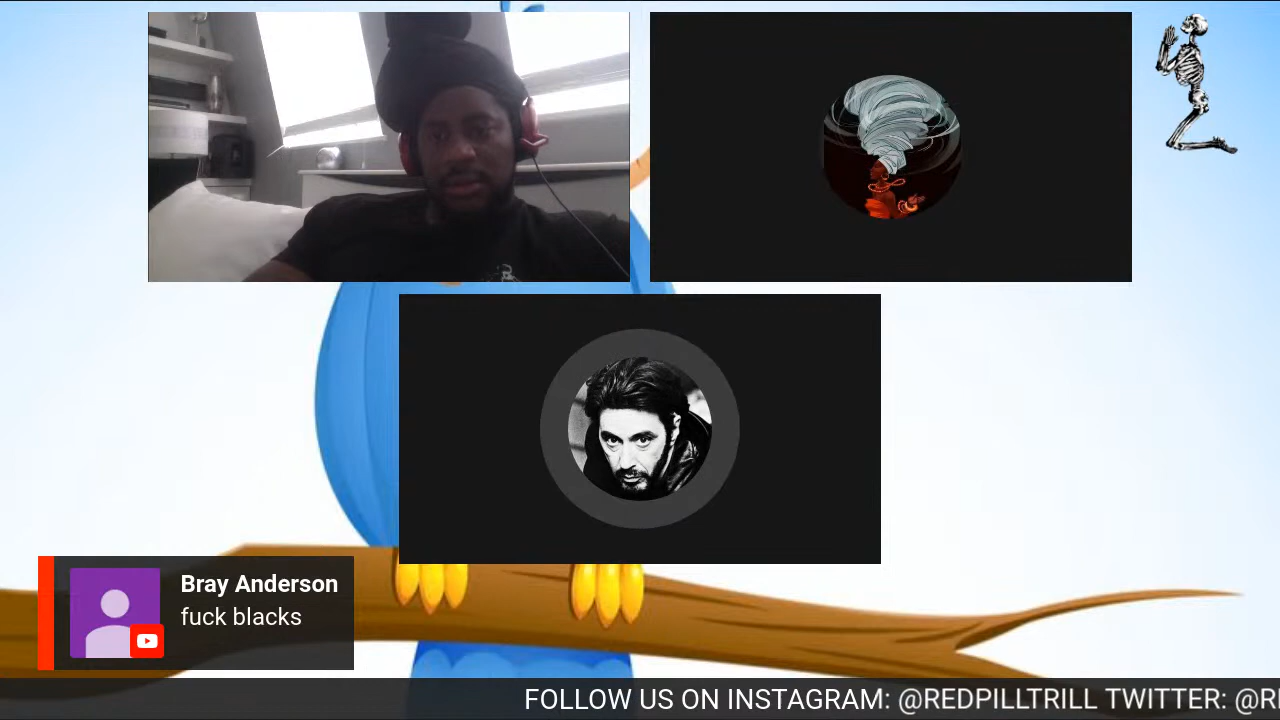 Bray Anderson
fuck blacks
FOLLOW US ON INSTAGRAM: @REDPILLTRILL TWITTER: @R